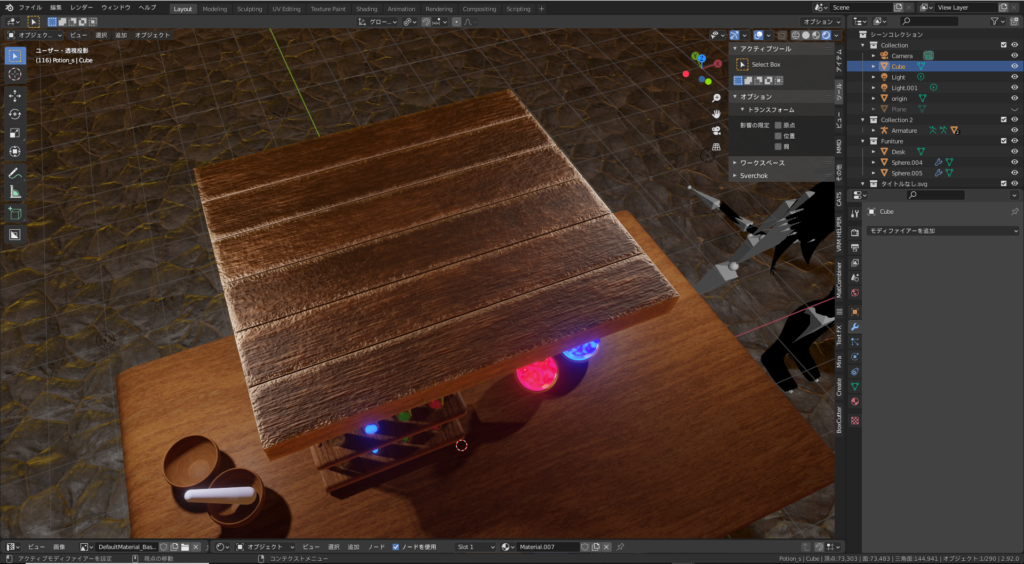 ファイル 編集 レンダー ウィンドウ ヘルプ Layout Modeling Sculpting UV Editing Texture Paint Shading Animation Rendering Compositing Scripting + Scene View Layer
グロー... オプション
オブジェク... ビュー 選択 追加 オブジェクト
ユーザー・透視投影
(116) Potion_s | Cube
アクティブツール
Select Box
オプション
トランスフォーム
影響の限定 原点
位置
親
ワークスペース
Sverchok
アイテム
ツール
ビュー
MMD
その他
CATS
VRM HELPER
MatCombiner
Text FX
Mira
Create
BoxCutter
シーンコレクション
Collection
Camera
Cube
Light
Light.001
origin
Plane
Collection 2
Armature
Funiture
Desk
Sphere.004
Sphere.005
タイトルなし.svg
Cube
モディファイアーを追加
ビュー 画像 DefaultMaterial_Bas... オブジェクト ビュー 選択 追加 ノード ノードを使用 Slot 1 Material.007
アクティブモディファイアーを設定 視点の移動 コンテクストメニュー Potion_s | Cube | 頂点:73,303 | 面:73,483 | 三角面:144,941 | オブジェクト:1/290 | 2.92.0